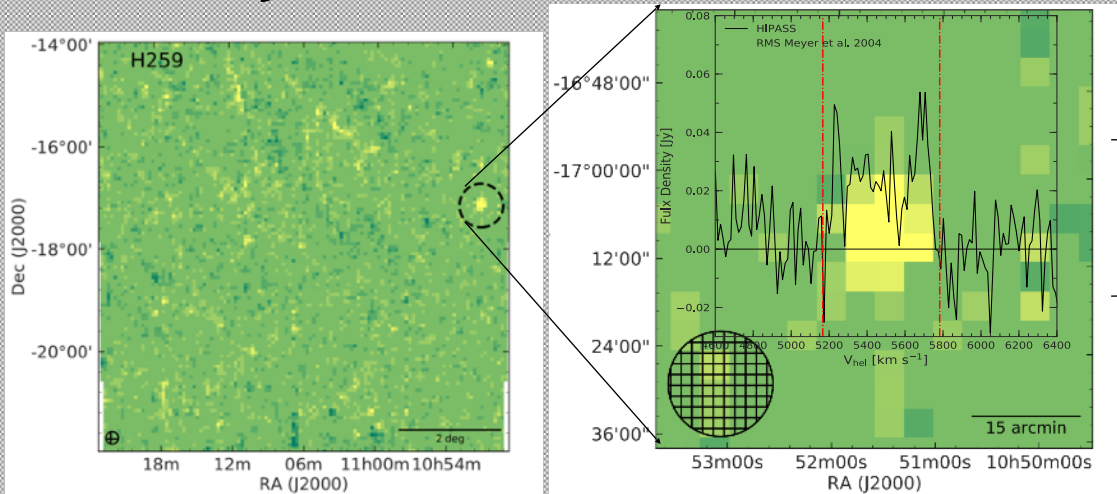 H259
-14°00'
-16°00'
-18°00'
-20°00'
Dec (J2000)
2 deg
18m 12m 06m 11h00m 10h54m
RA (J2000)
HIPASS
RMS Meyer et al. 2004
0.08
0.06
0.04
0.02
0.00
−0.02
Fulx Density [Jy]
4600 4800 5000 5200 5400 5600 5800 6000 6200 6400
V_hel [km s⁻¹]
-16°48'00"
-17°00'00"
12'00"
24'00"
36'00"
15 arcmin
53m00s 52m00s 51m00s 10h50m00s
RA (J2000)